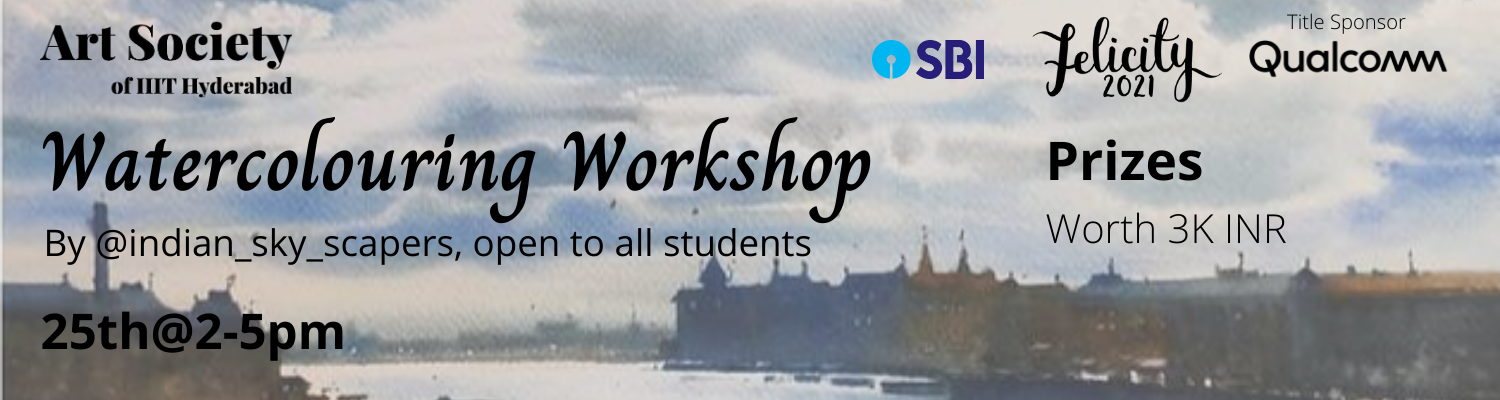 Art Society
of IIIT Hyderabad
SBI
Felicity
2021
Title Sponsor
Qualcomm
Watercolouring Workshop
By @indian_sky_scapers, open to all students
25th@2-5pm
Prizes
Worth 3K INR